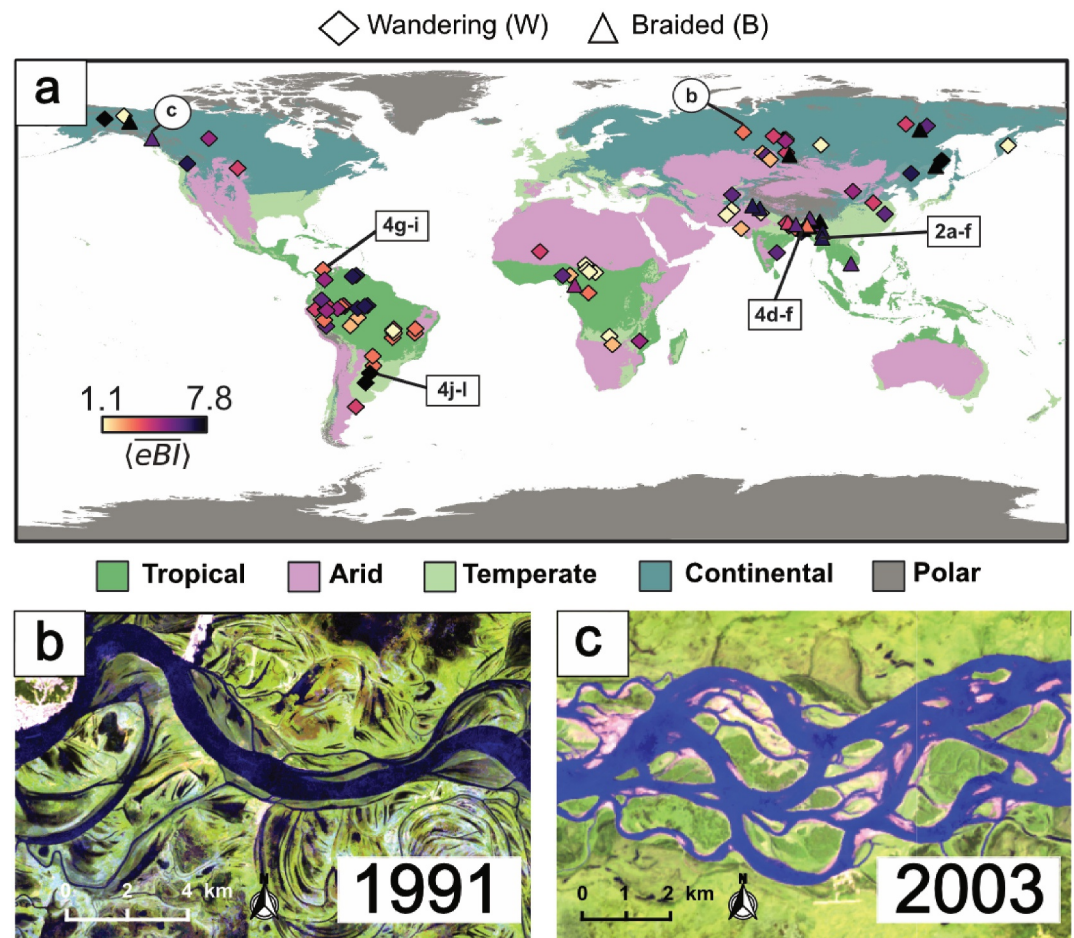 Wandering (W) Braided (B)
a
c
b
4g-i
2a-f
4d-f
4j-l
1.1 7.8
⟨eBI⟩
Tropical Arid Temperate Continental Polar
b
c
N
0 2 4 km
1991
N
0 1 2 km
2003